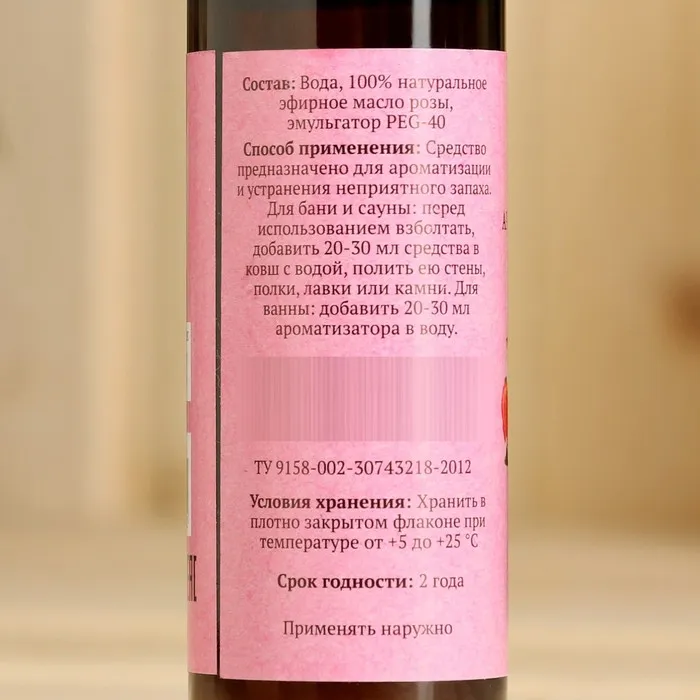 Состав: Вода, 100% натуральное
эфирное масло розы,
эмульгатор PEG-40
Способ применения: Средство
предназначено для ароматизации
и устранения неприятного запаха.
Для бани и сауны: перед
использованием взболтать,
добавить 20-30 мл средства в
ковш с водой, полить ею стены,
полки, лавки или камни. Для
ванны: добавить 20-30 мл
ароматизатора в воду.
ТУ 9158-002-30743218-2012
Условия хранения: Хранить в
плотно закрытом флаконе при
температуре от +5 до +25 °С
Срок годности: 2 года
Применять наружно